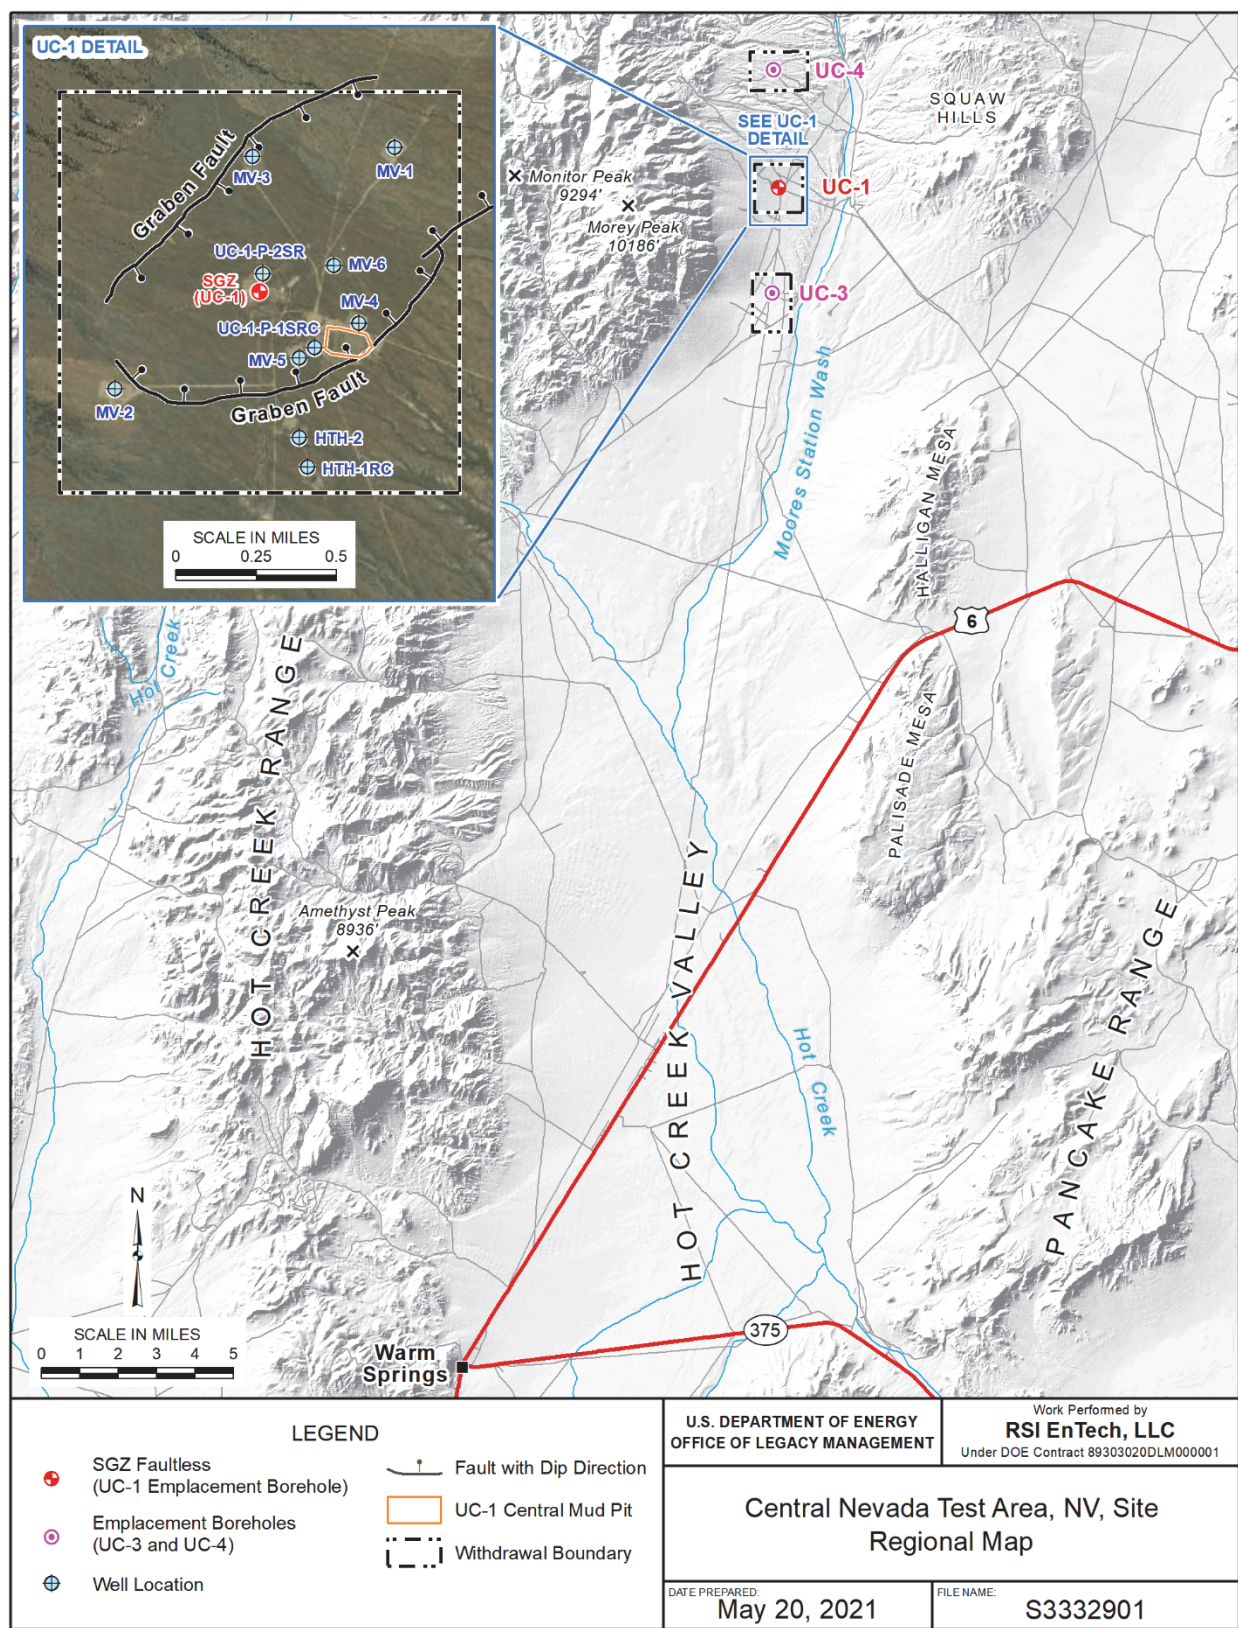 UC-1 DETAIL
Graben Fault
MV-3
MV-1
UC-1-P-2SR
MV-6
SGZ
(UC-1)
MV-4
UC-1-P-1SRC
MV-5
MV-2
Graben Fault
HTH-2
HTH-1RC
SCALE IN MILES
0 0.25 0.5
UC-4
SQUAW
HILLS
SEE UC-1
DETAIL
UC-1
Monitor Peak
9294'
Morey Peak
10186'
UC-3
Moores Station Wash
HALLIGAN MESA
6
Hot Creek
HOT CREEK RANGE
PALISADE MESA
Amethyst Peak
8936'
HOT CREEK VALLEY
PANCAKE RANGE
Hot Creek
N
SCALE IN MILES
0 1 2 3 4 5
375
Warm
Springs
LEGEND
SGZ Faultless
(UC-1 Emplacement Borehole)
Emplacement Boreholes
(UC-3 and UC-4)
Well Location
Fault with Dip Direction
UC-1 Central Mud Pit
Withdrawal Boundary
U.S. DEPARTMENT OF ENERGY
OFFICE OF LEGACY MANAGEMENT
Work Performed by
RSI EnTech, LLC
Under DOE Contract 89303020DLM000001
Central Nevada Test Area, NV, Site
Regional Map
DATE PREPARED:
May 20, 2021
FILE NAME:
S3332901